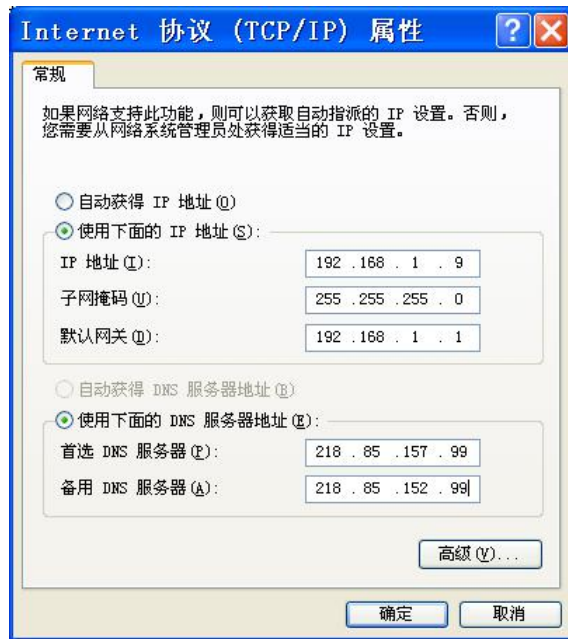 Internet 协议 (TCP/IP) 属性
常规
如果网络支持此功能，则可以获取自动指派的 IP 设置。否则，
您需要从网络系统管理员处获得适当的 IP 设置。
自动获得 IP 地址(O)
使用下面的 IP 地址(S):
IP 地址(I): 192 .168 . 1 . 9
子网掩码(U): 255 .255 .255 . 0
默认网关(D): 192 .168 . 1 . 1
自动获得 DNS 服务器地址(B)
使用下面的 DNS 服务器地址(E):
首选 DNS 服务器(P): 218 . 85 .157 . 99
备用 DNS 服务器(A): 218 . 85 .152 . 99
高级(V)...
确定 取消